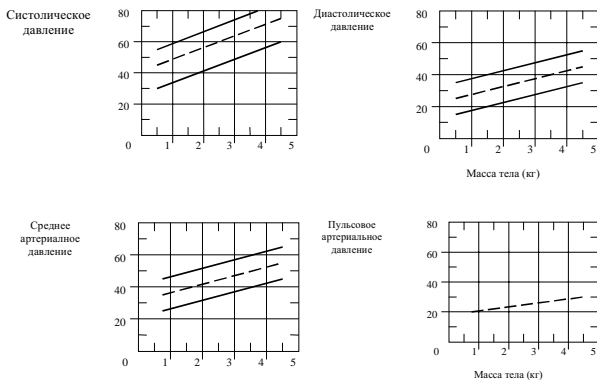 Систолическое
давление
80
60
40
20
0
1 2 3 4 5
Диастолическое
давление
80
60
40
20
0
1 2 3 4 5
Масса тела (кг)
Среднее
артериалное
давление
80
60
40
20
0
1 2 3 4 5
Пульсовое
артериальное
давление
80
60
40
20
0
1 2 3 4 5
Масса тела (кг)